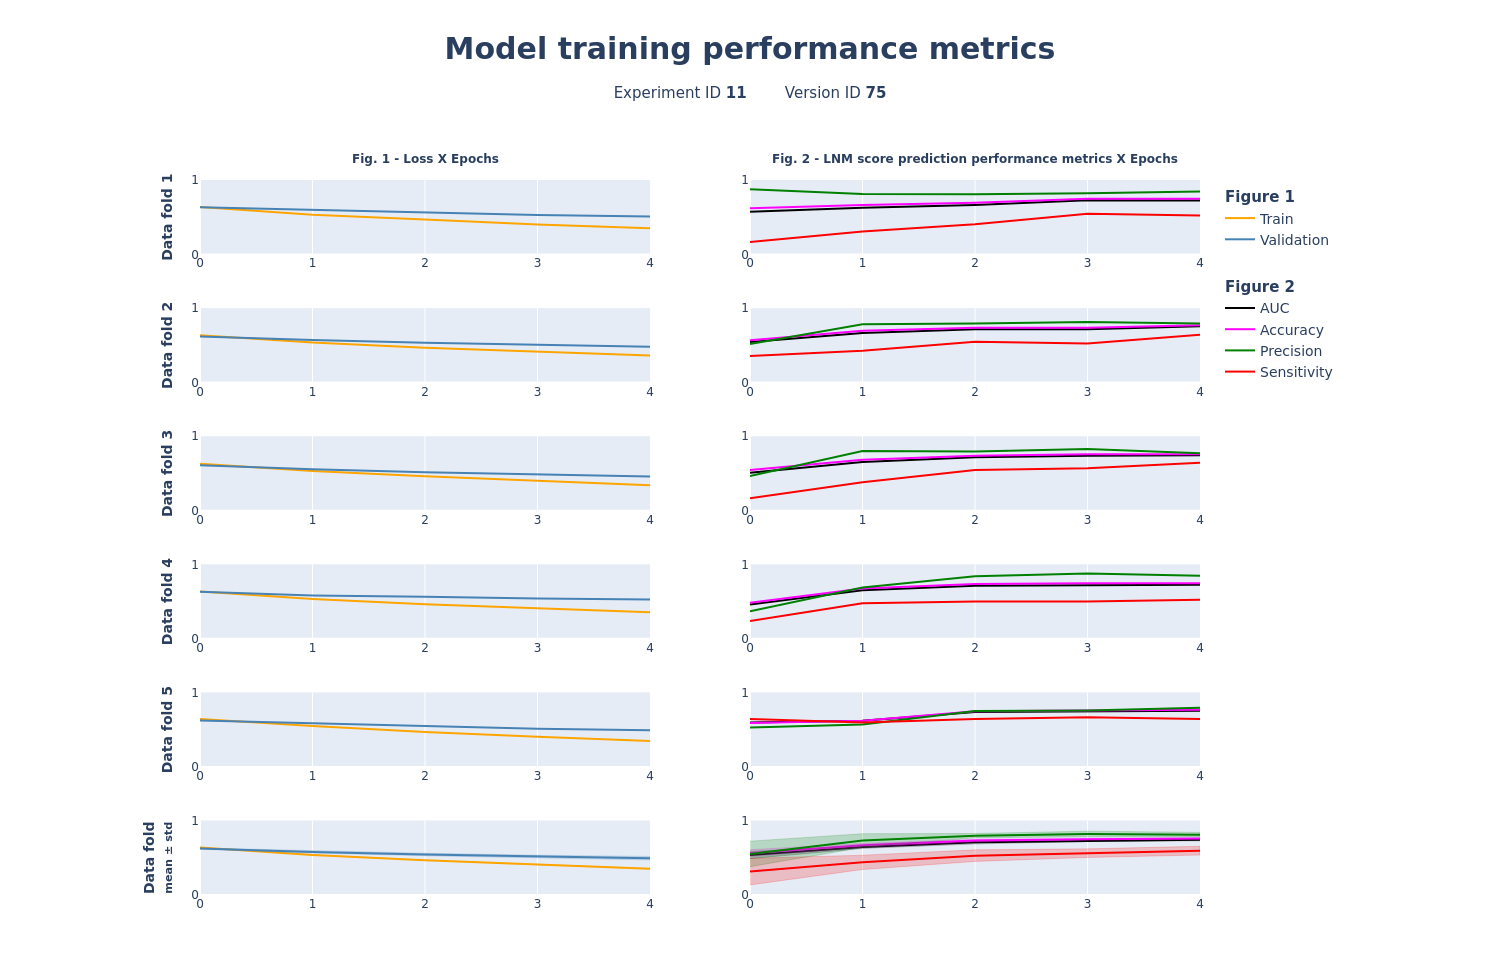 Model training performance metrics
Experiment ID 11 Version ID 75
Fig. 1 - Loss X Epochs
Fig. 2 - LNM score prediction performance metrics X Epochs
Data fold 1
1
0
0 1 2 3 4
1
0
0 1 2 3 4
Figure 1
Train
Validation
Figure 2
AUC
Accuracy
Precision
Sensitivity
Data fold 2
1
0
0 1 2 3 4
1
0
0 1 2 3 4
Data fold 3
1
0
0 1 2 3 4
1
0
0 1 2 3 4
Data fold 4
1
0
0 1 2 3 4
1
0
0 1 2 3 4
Data fold 5
1
0
0 1 2 3 4
1
0
0 1 2 3 4
Data fold
mean ± std
1
0
0 1 2 3 4
1
0
0 1 2 3 4